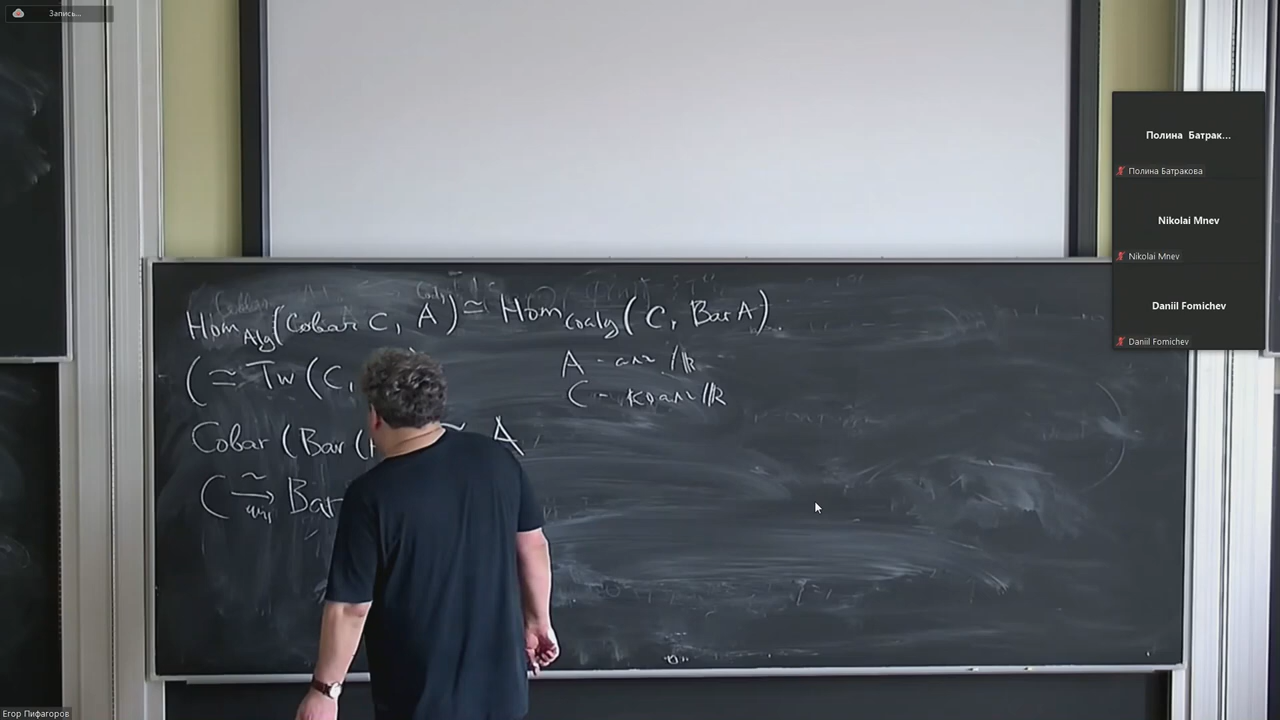 Запись...
Hom_Alg(Cobar C, A) ≃ Hom_Coalg(C, Bar A)
(≃ Tw(C,
A - алг /k
C - коалг/k
Cobar (Bar (
≃ A
C ~→ Bar
Полина Батрак...
Полина Батракова
Nikolai Mnev
Nikolai Mnev
Daniil Fomichev
Daniil Fomichev
Егор Пифагоров